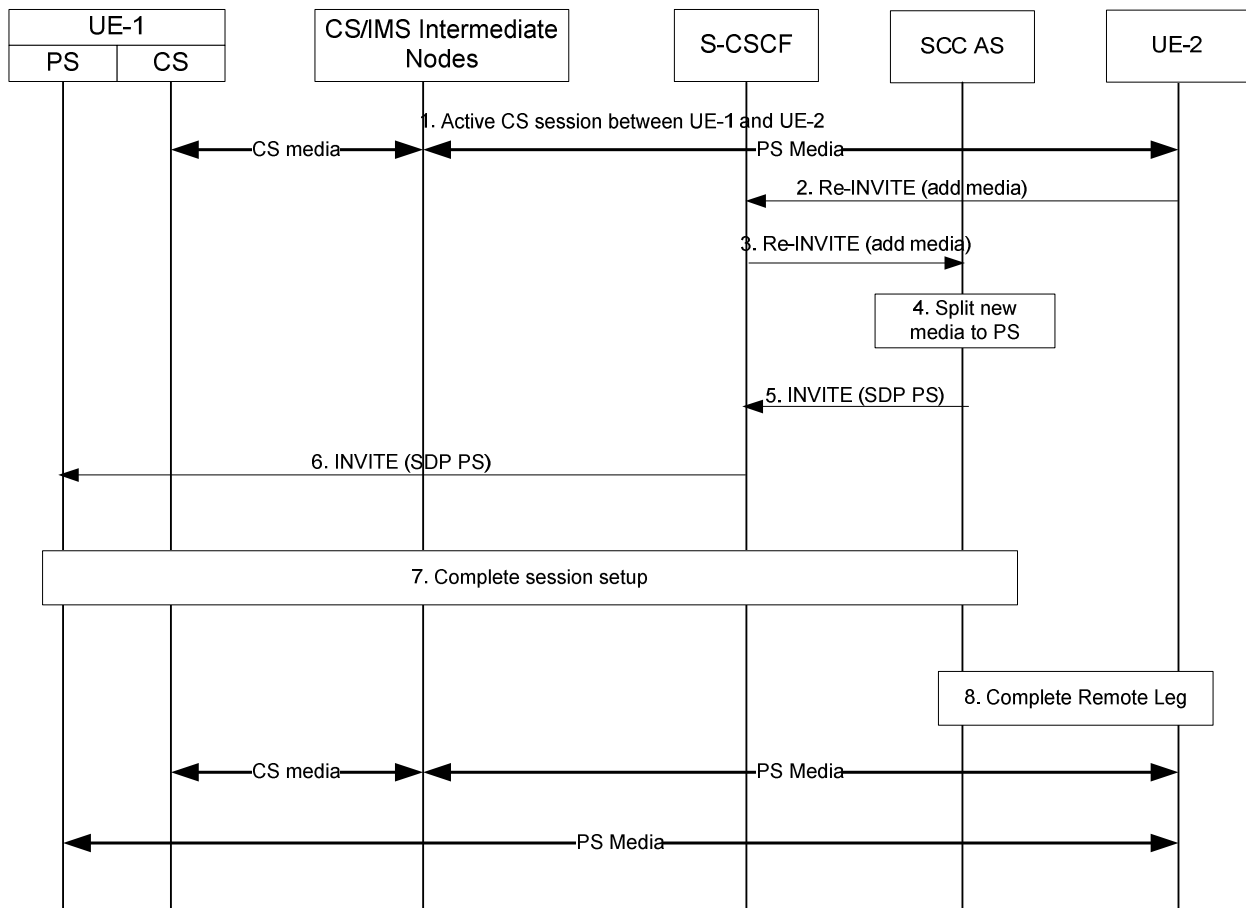 UE-1
PS
CS
CS/IMS Intermediate
Nodes
S-CSCF
SCC AS
UE-2
1. Active CS session between UE-1 and UE-2
CS media
PS Media
2. Re-INVITE (add media)
3. Re-INVITE (add media)
4. Split new
media to PS
5. INVITE (SDP PS)
6. INVITE (SDP PS)
7. Complete session setup
8. Complete Remote Leg
CS media
PS Media
PS Media